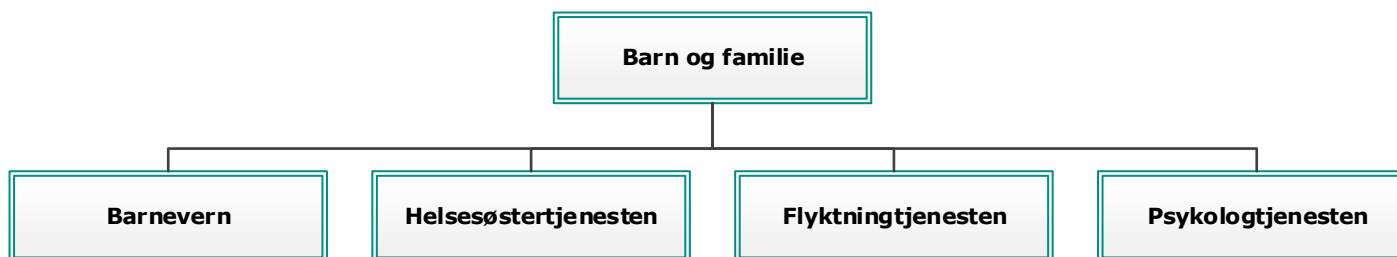 Barn og familie
Barnevern
Helsesøstertjenesten
Flyktningtjenesten
Psykologtjenesten